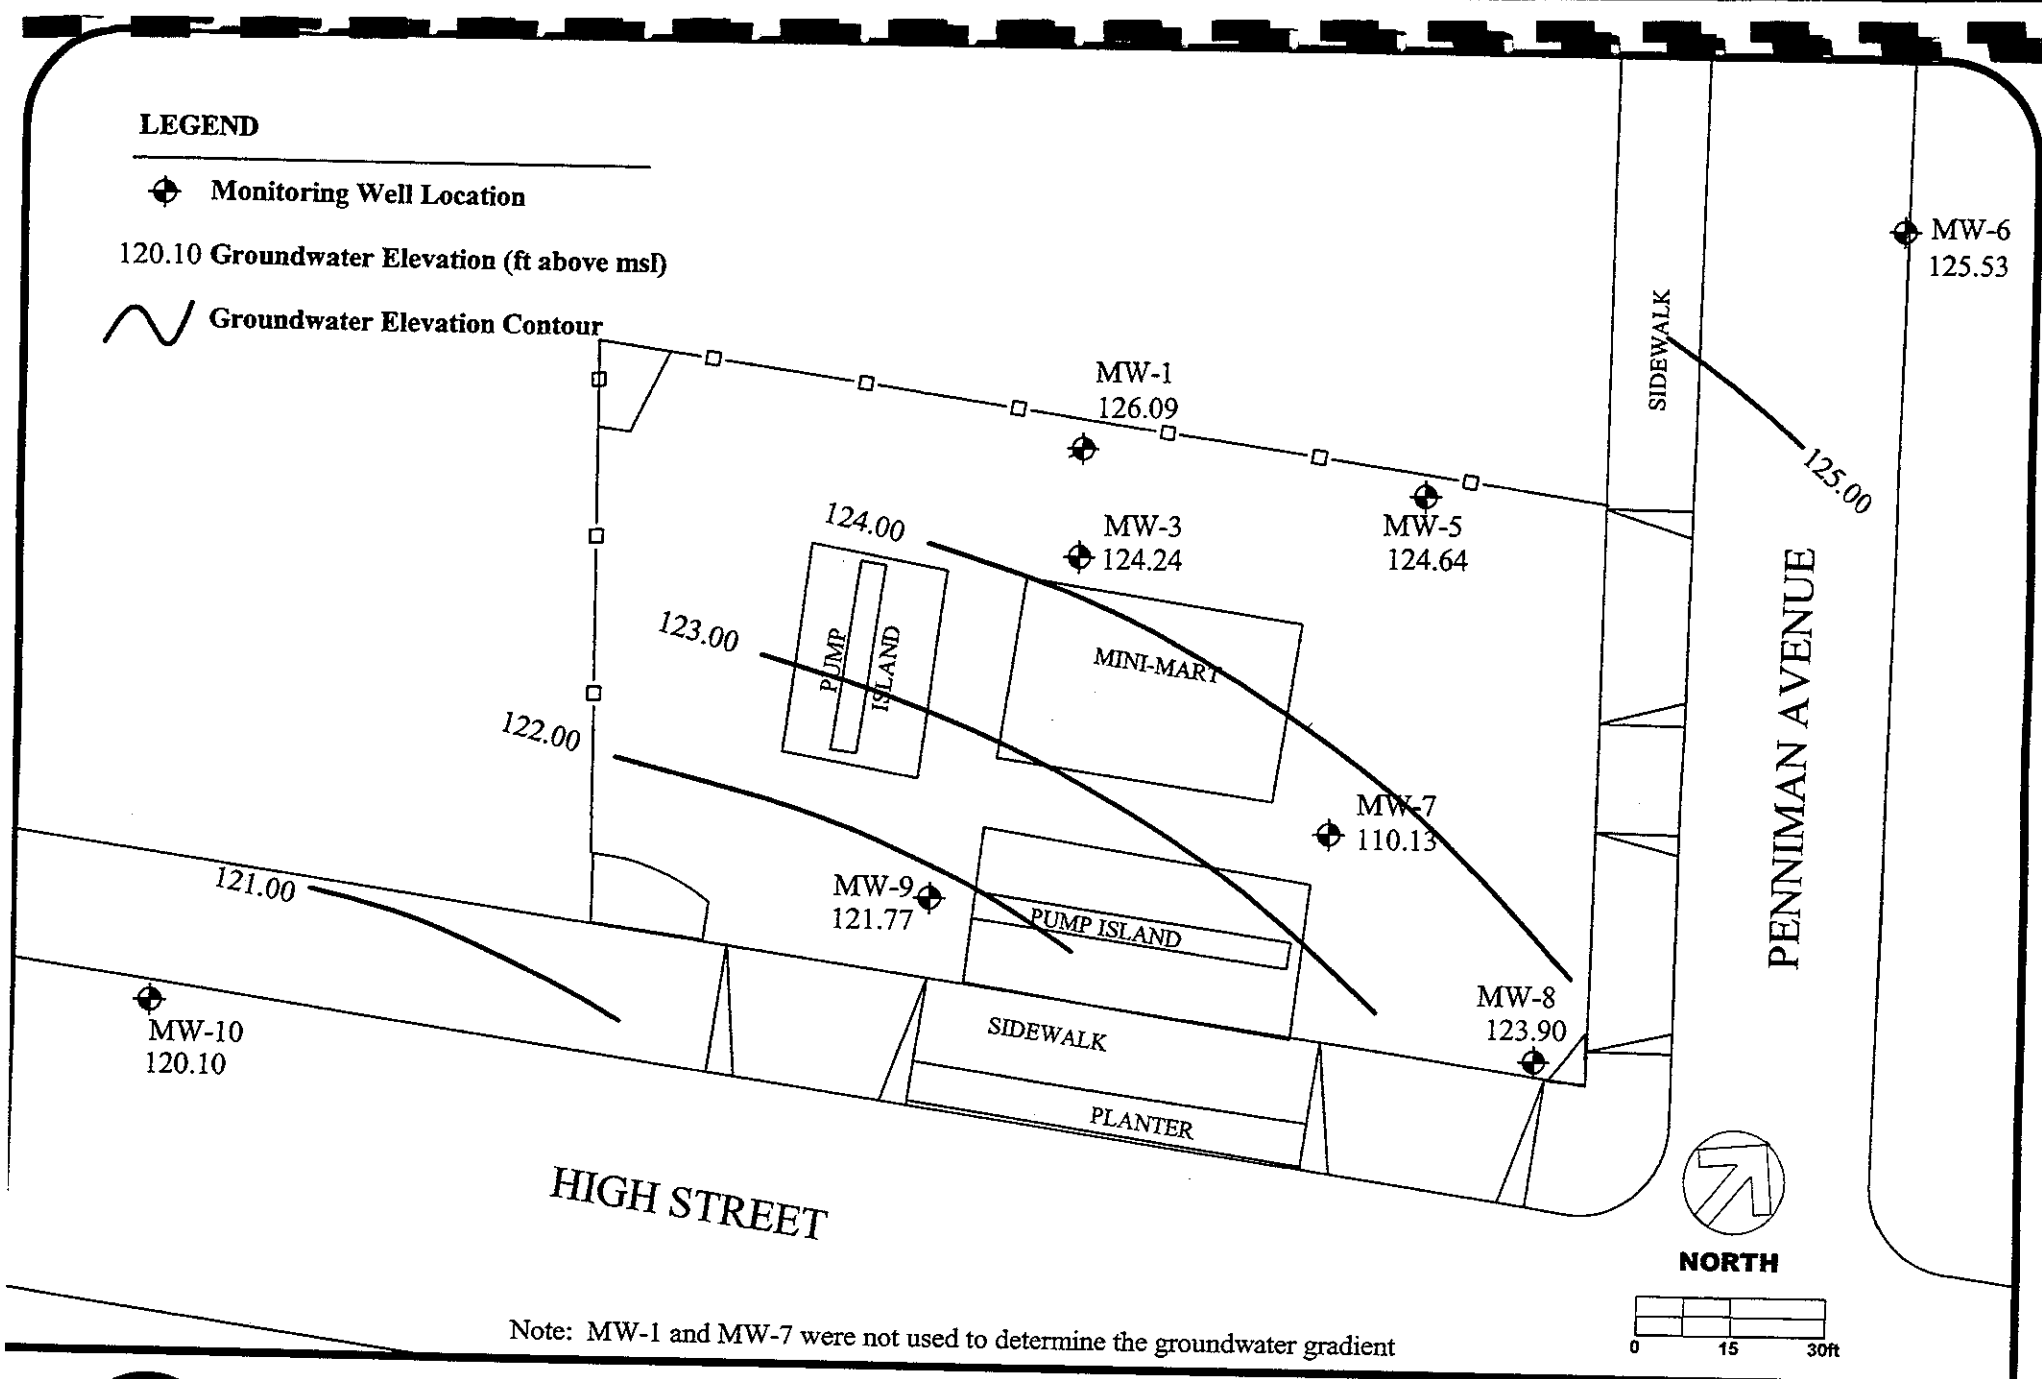 LEGEND
Monitoring Well Location
120.10 Groundwater Elevation (ft above msl)
Groundwater Elevation Contour
MW-6
125.53
SIDEWALK
125.00
MW-1
126.09
MW-3
124.24
MW-5
124.64
124.00
123.00
122.00
121.00
PUMP
ISLAND
MINI-MART
MW-7
110.13
MW-9
121.77
PUMP ISLAND
MW-8
123.90
MW-10
120.10
SIDEWALK
PLANTER
PENNIMAN AVENUE
HIGH STREET
NORTH
0 15 30ft
Note: MW-1 and MW-7 were not used to determine the groundwater gradient